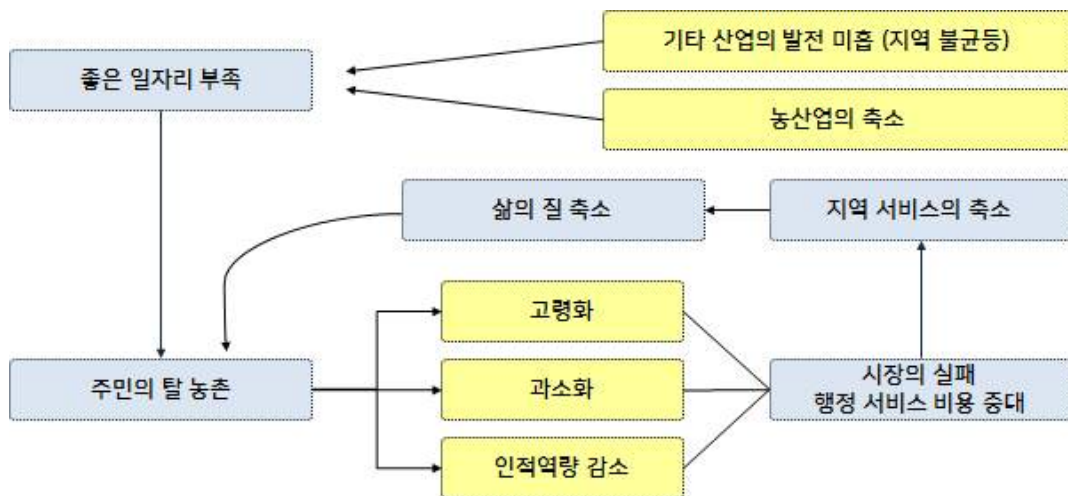 기타 산업의 발전 미흡 (지역 불균등)
좋은 일자리 부족
농산업의 축소
삶의 질 축소
지역 서비스의 축소
고령화
주민의 탈 농촌
과소화
시장의 실패
행정 서비스 비용 중대
인적역량 감소